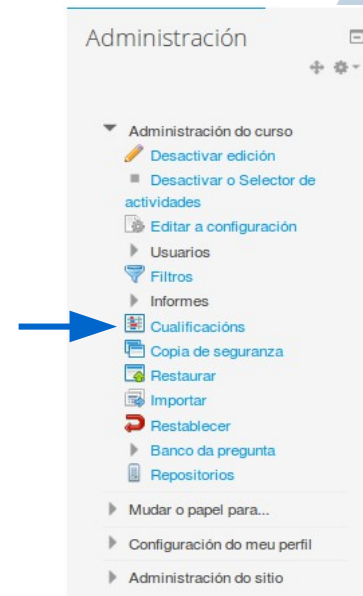 Administración
Administración do curso
Desactivar edición
Desactivar o Selector de
actividades
Editar a configuración
Usuarios
Filtros
Informes
Cualificacións
Copia de seguranza
Restaurar
Importar
Restablecer
Banco da pregunta
Repositorios
Mudar o papel para...
Configuración do meu perfil
Administración do sitio